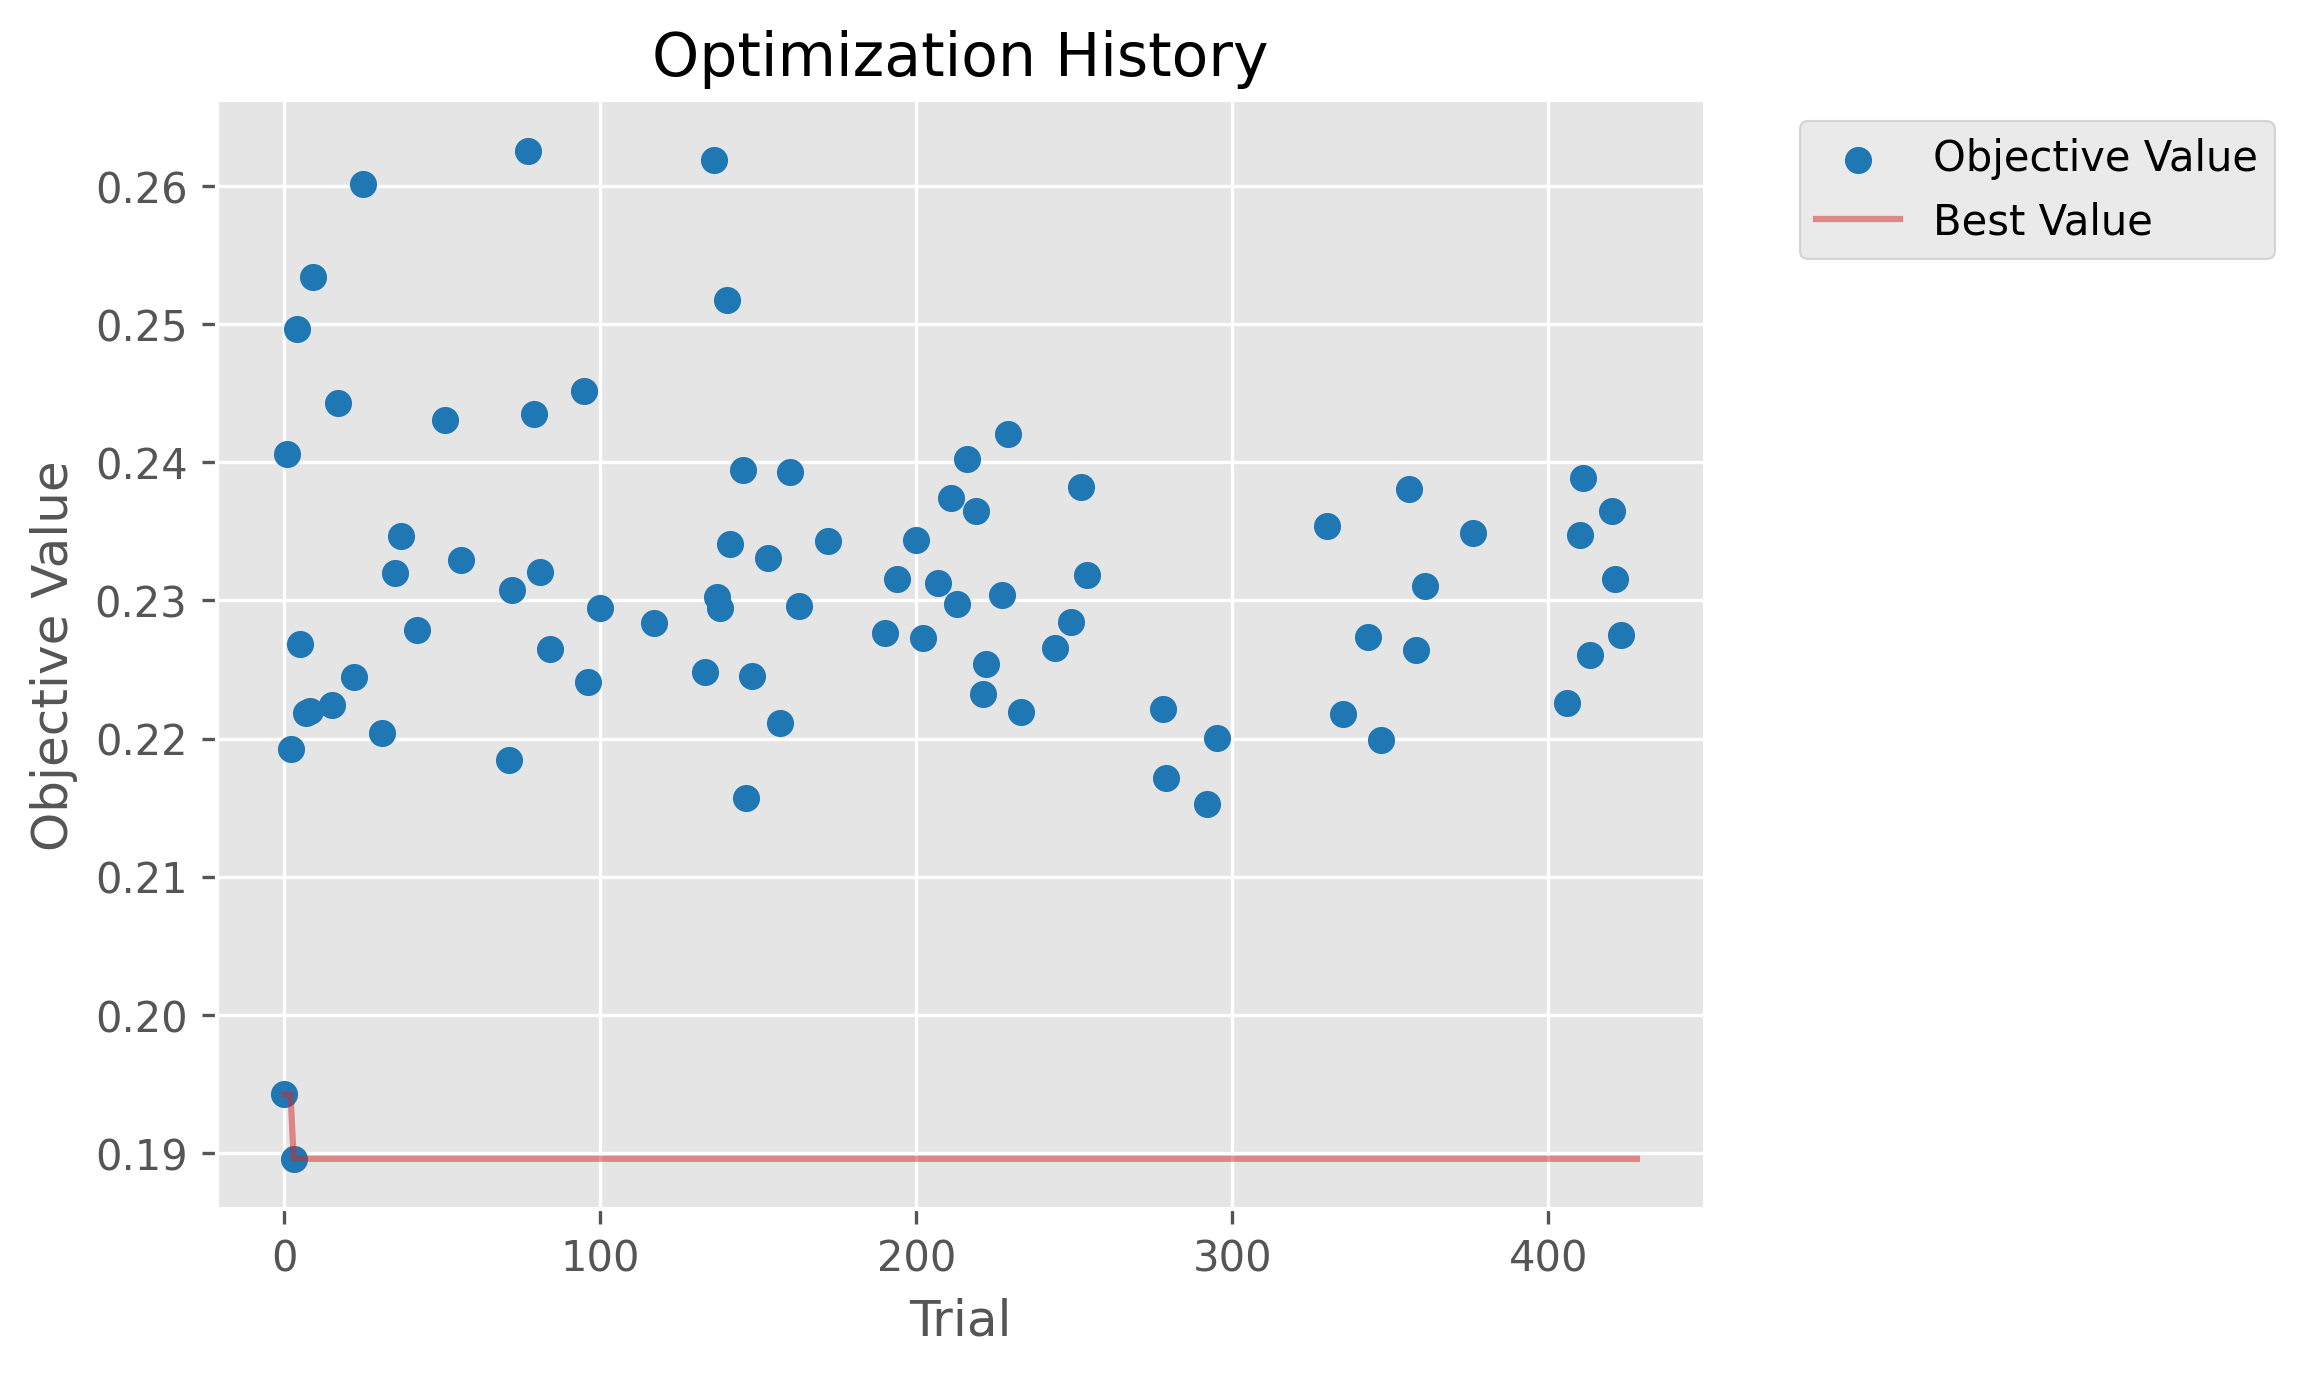 Optimization History
Objective Value
Best Value
0.26
0.25
0.24
0.23
0.22
0.21
0.20
0.19
Objective Value
0 100 200 300 400
Trial